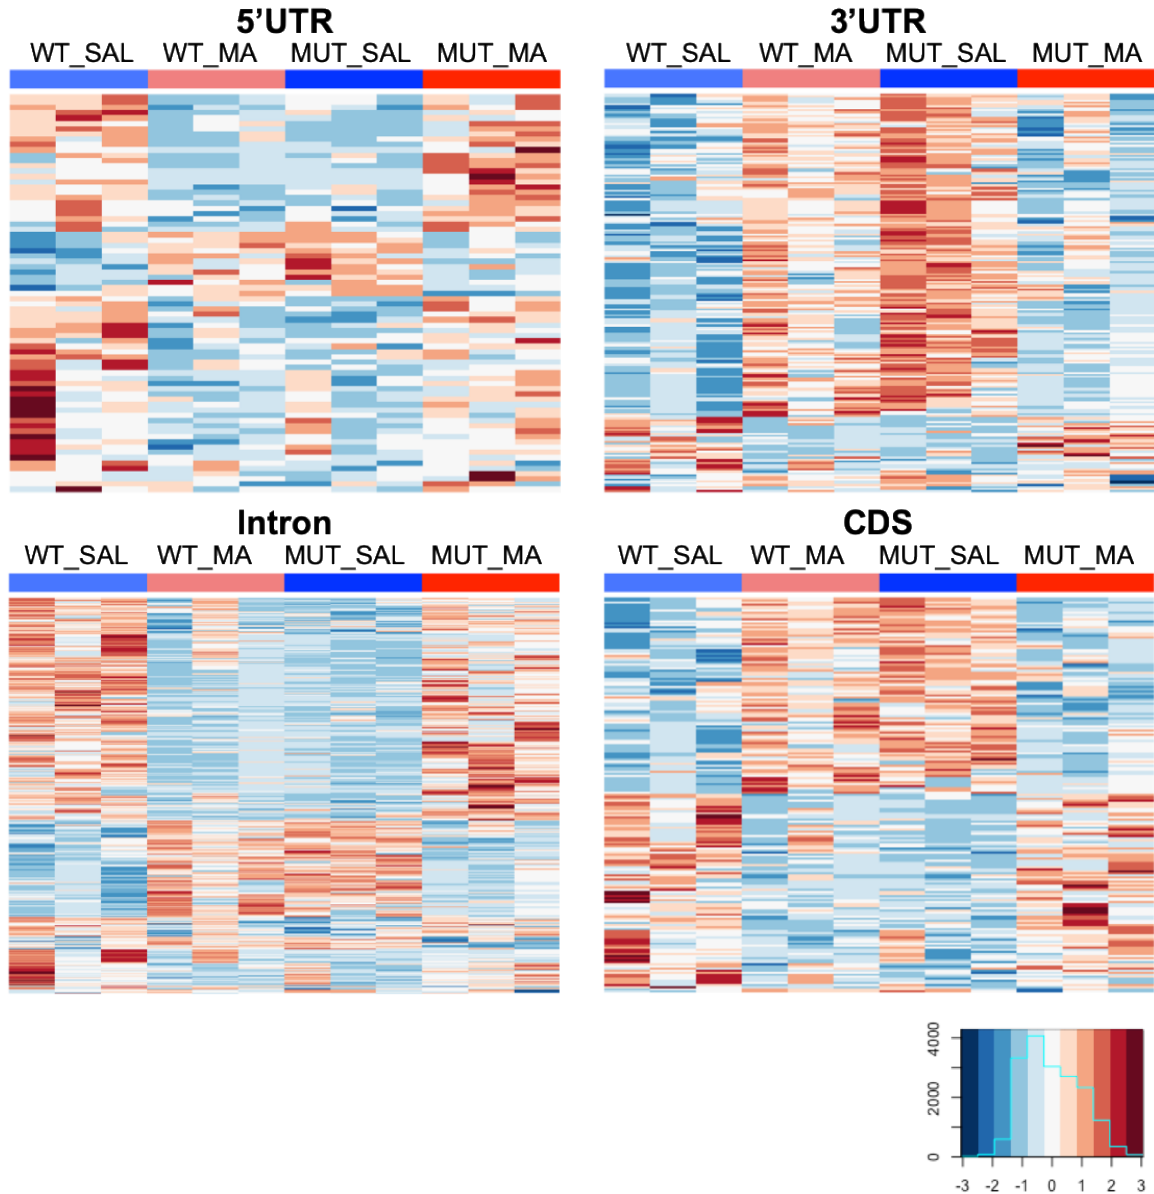 5’UTR
WT_SAL WT_MA MUT_SAL MUT_MA
3’UTR
WT_SAL WT_MA MUT_SAL MUT_MA
Intron
WT_SAL WT_MA MUT_SAL MUT_MA
CDS
WT_SAL WT_MA MUT_SAL MUT_MA
4000
2000
0
-3 -2 -1 0 1 2 3